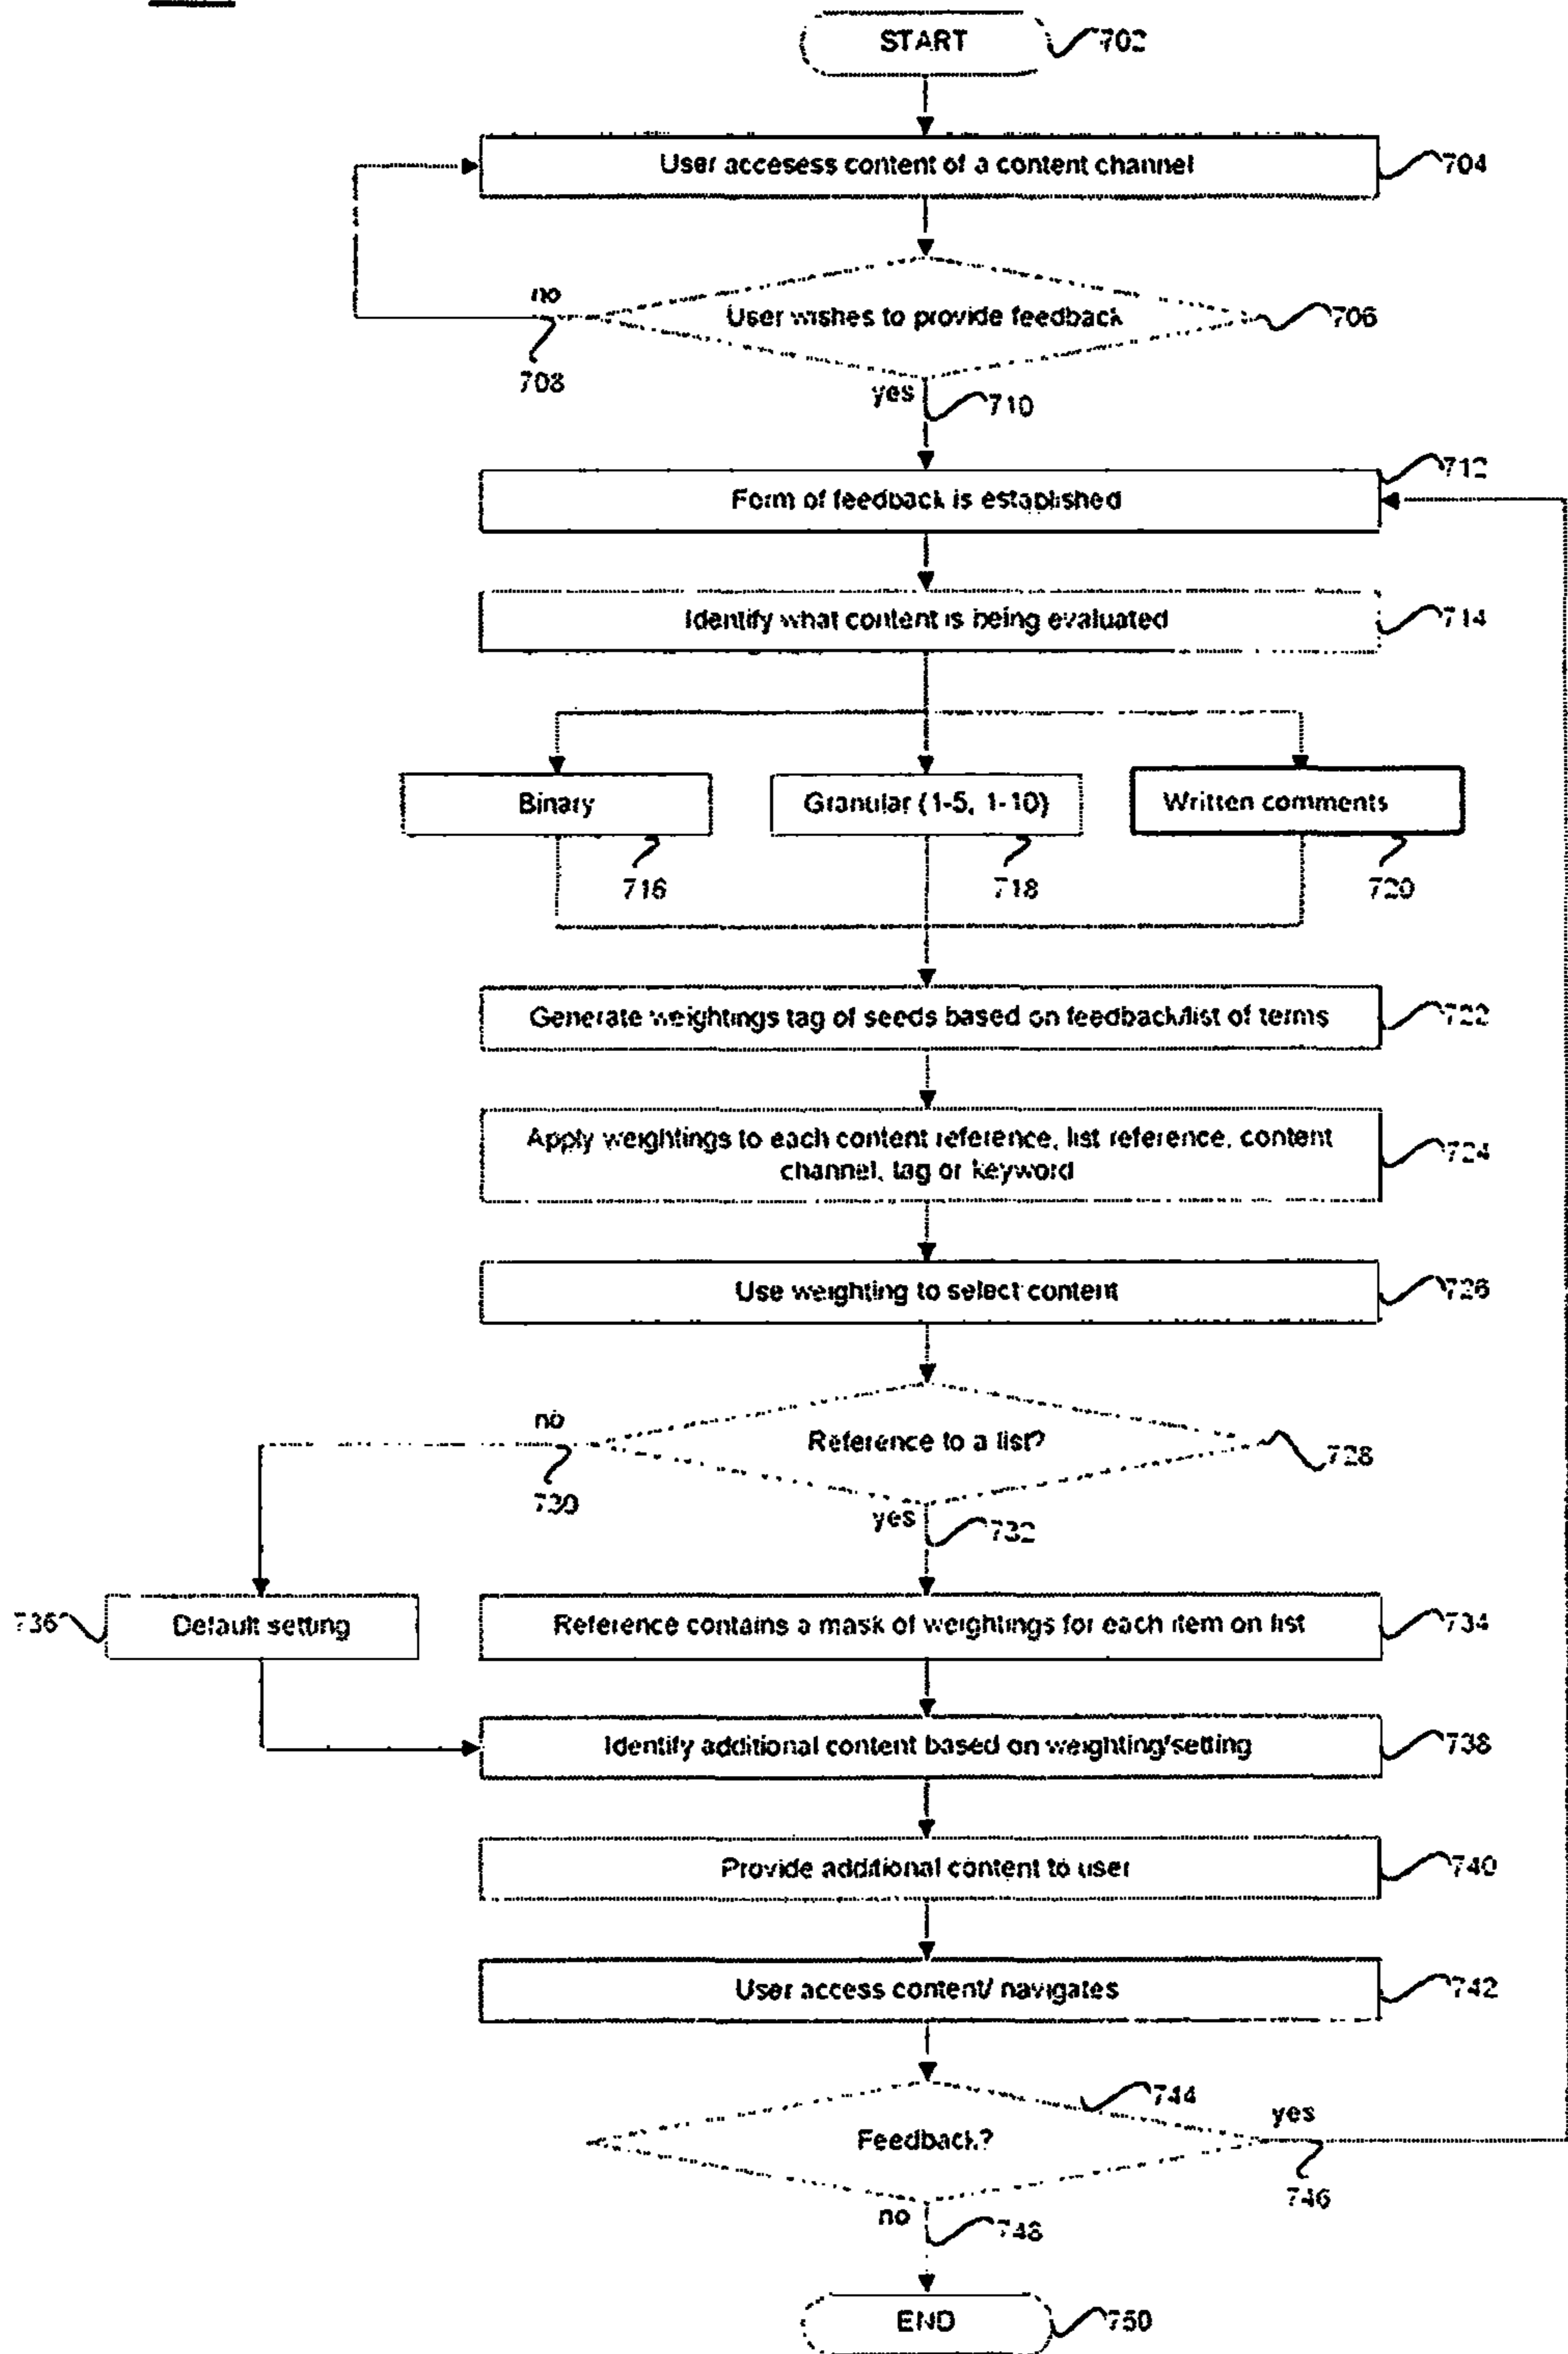 START
702
User accesess content of a content channel
704
no
User wishes to provide feedback
706
708
yes
710
712
Form of feedback is established
Identify what content is being evaluated
714
Binary
Granular (1-5, 1-10)
Written comments
716
718
720
Generate weightings tag of seeds based on feedback/list of terms
722
Apply weightings to each content reference, list reference, content
channel, tag or keyword
724
Use weighting to select content
726
no
Reference to a list?
728
730
yes
732
736
Default setting
Reference contains a mask of weightings for each item on list
734
Identify additional content based on weighting/setting
738
Provide additional content to user
740
User access content/ navigates
742
744
yes
Feedback?
746
no
748
END
750